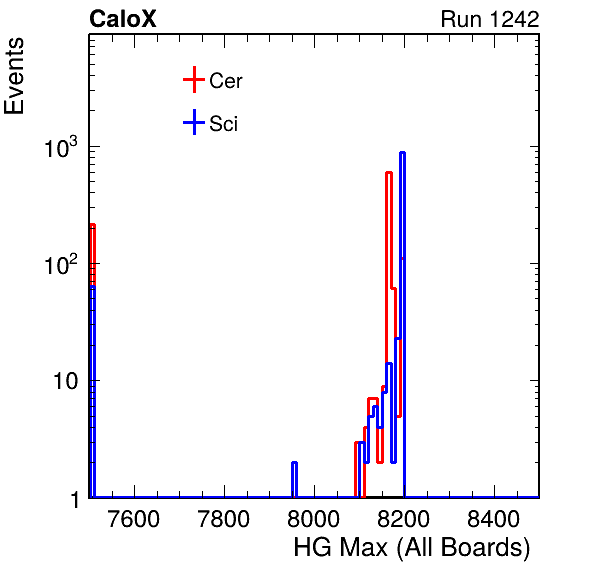 CaloX Run 1242
Events
Cer
Sci
10³
10²
10
1
7600 7800 8000 8200 8400
HG Max (All Boards)